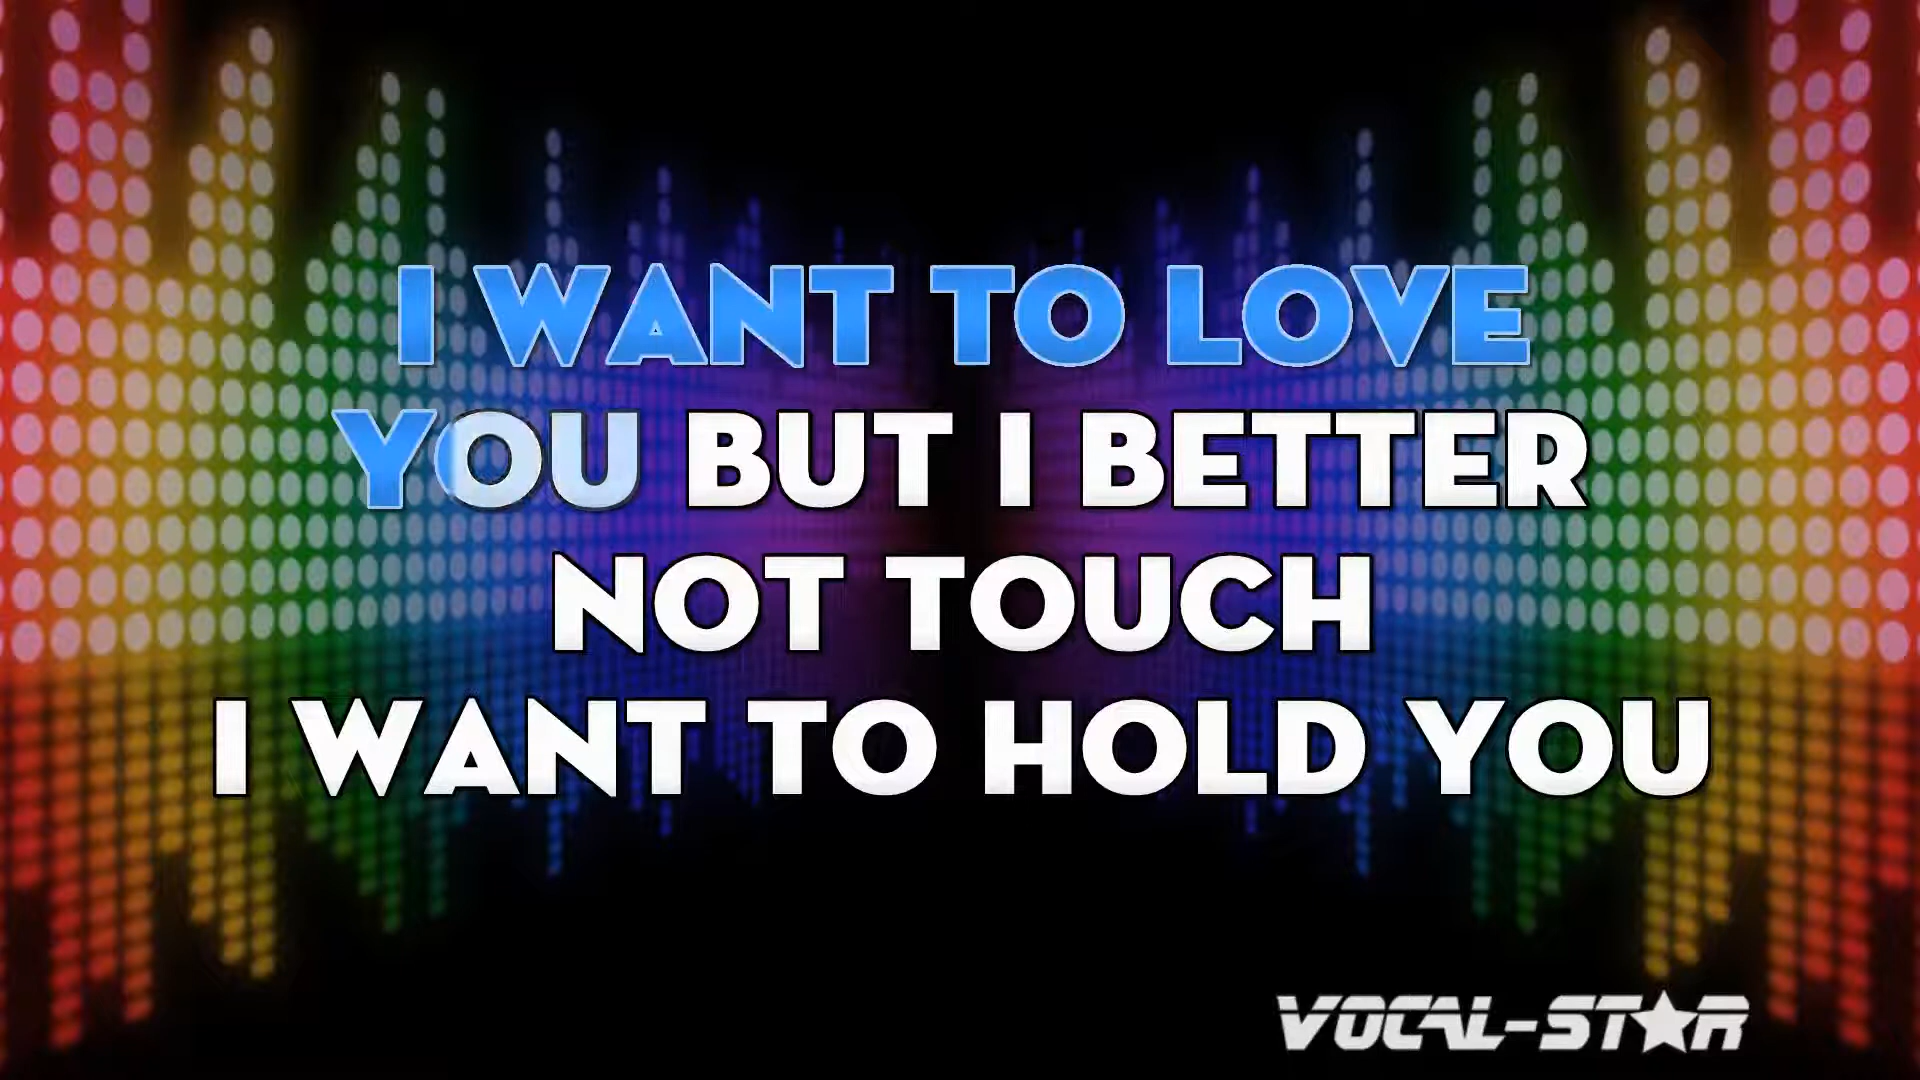 I WANT TO LOVE
YOU BUT I BETTER
NOT TOUCH
I WANT TO HOLD YOU
VOCAL-STAR